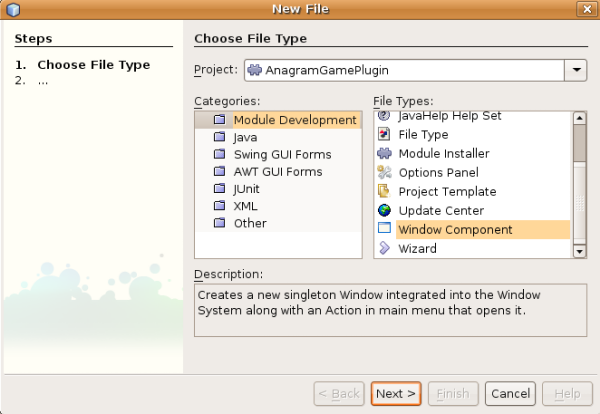 New File
Steps
1. Choose File Type
2. ...
Choose File Type
Project: AnagramGamePlugin
Categories:
Module Development
Java
Swing GUI Forms
AWT GUI Forms
JUnit
XML
Other
File Types:
JavaHelp Help Set
File Type
Module Installer
Options Panel
Project Template
Update Center
Window Component
Wizard
Description:
Creates a new singleton Window integrated into the Window
System along with an Action in main menu that opens it.
< Back
Next >
Finish
Cancel
Help